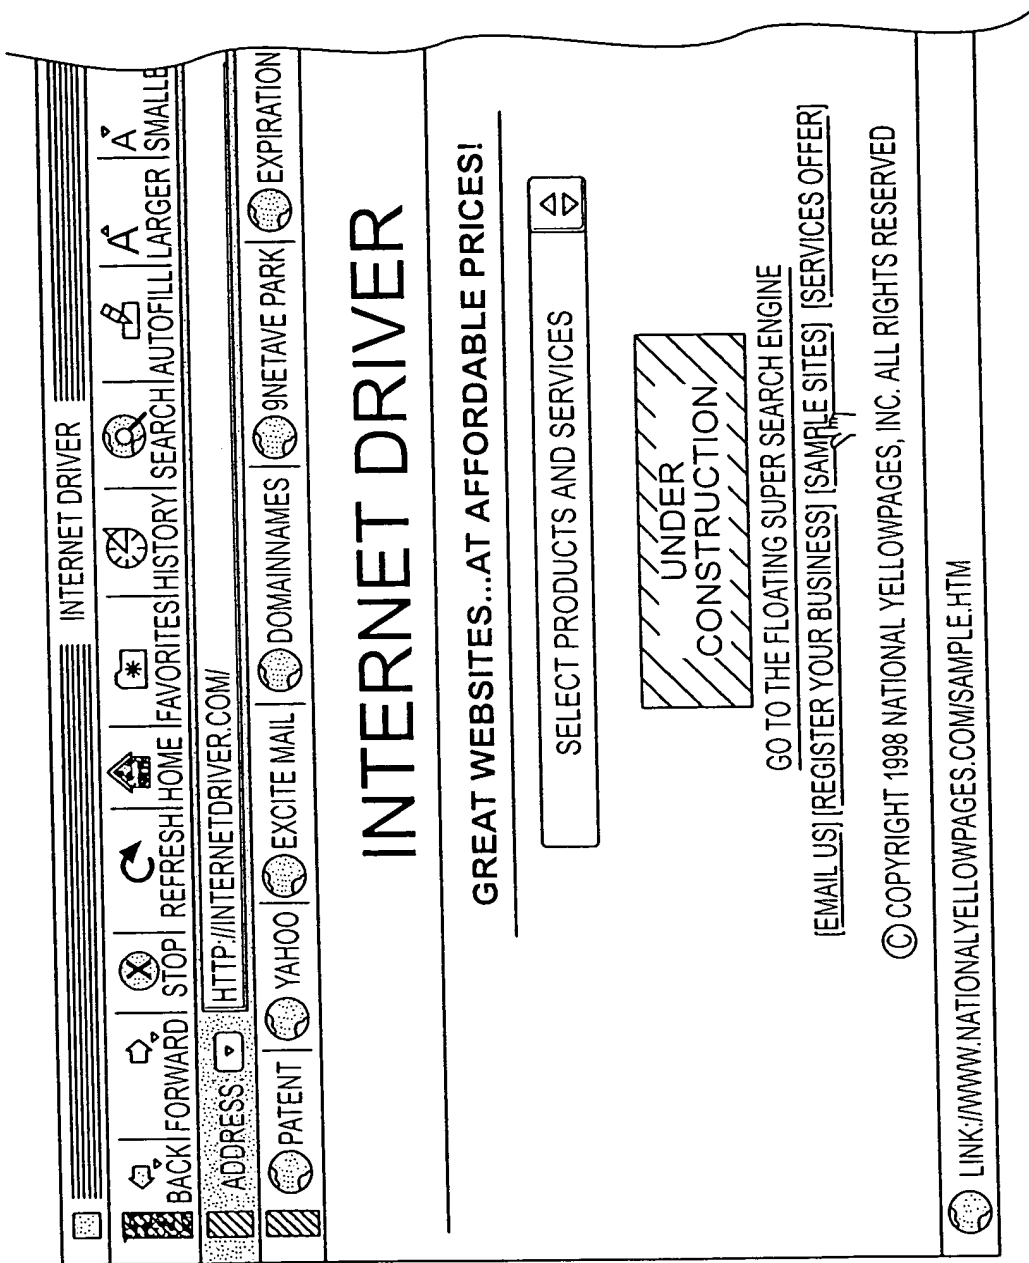 INTERNET DRIVER
BACK FORWARD STOP REFRESH HOME FAVORITES HISTORY SEARCH AUTOFILL LARGER SMALLE
ADDRESS HTTP://INTERNETDRIVER.COM/
PATENT YAHOO EXCITE MAIL DOMAINNAMES 9NETAVE PARK EXPIRATION
INTERNET DRIVER
GREAT WEBSITES...AT AFFORDABLE PRICES!
SELECT PRODUCTS AND SERVICES
UNDER
CONSTRUCTION
GO TO THE FLOATING SUPER SEARCH ENGINE
[EMAIL US] [REGISTER YOUR BUSINESS] [SAMPLE SITES] [SERVICES OFFER]
© COPYRIGHT 1998 NATIONAL YELLOWPAGES, INC. ALL RIGHTS RESERVED
LINK://WWW.NATIONALYELLOWPAGES.COM/SAMPLE.HTM